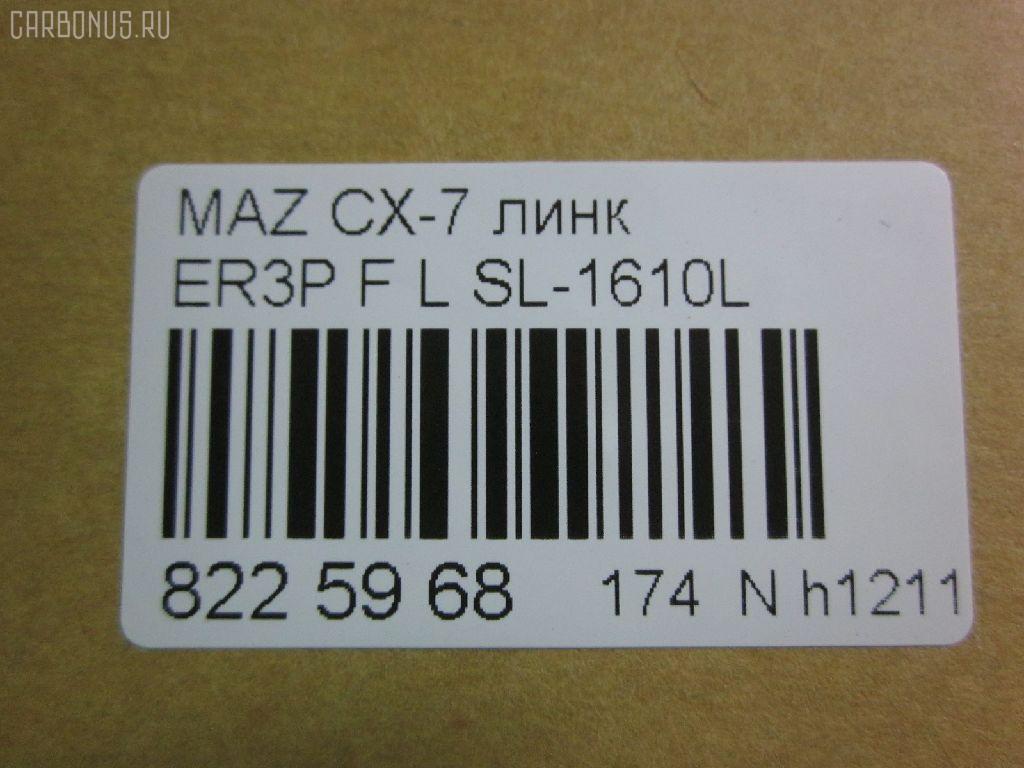 CARBONUS.RU
MAZ CX-7 линк
ER3P F L SL-1610L
822 59 68 174 N h1211